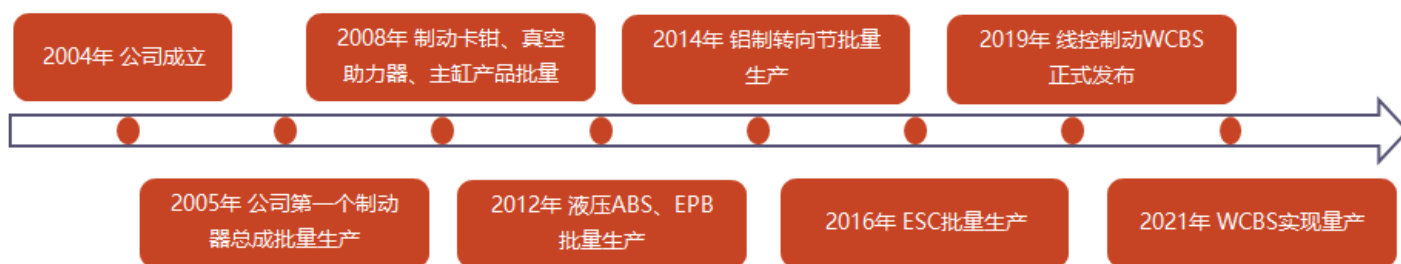 2004年 公司成立
2008年 制动卡钳、真空
助力器、主缸产品批量
2014年 铝制转向节批量
生产
2019年 线控制动WCBS
正式发布
2005年 公司第一个制动
器总成批量生产
2012年 液压ABS、EPB
批量生产
2016年 ESC批量生产
2021年 WCBS实现量产